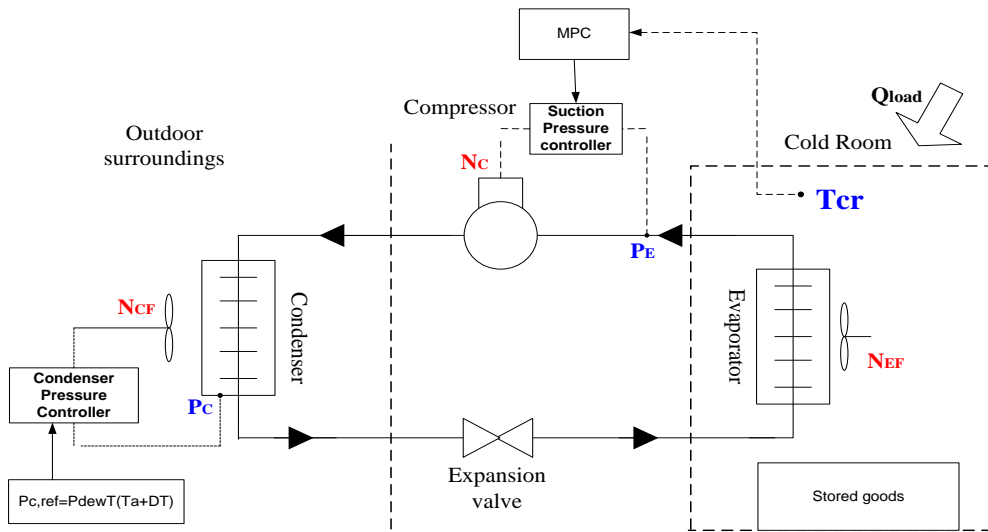 MPC
Qload
Compressor
Suction
Pressure
controller
Outdoor
surroundings
Cold Room
NC
Tcr
PE
NCF
Condenser
Evaporator
NEF
Condenser
Pressure
Controller
PC
Expansion
valve
Pc,ref=PdewT(Ta+DT)
Stored goods